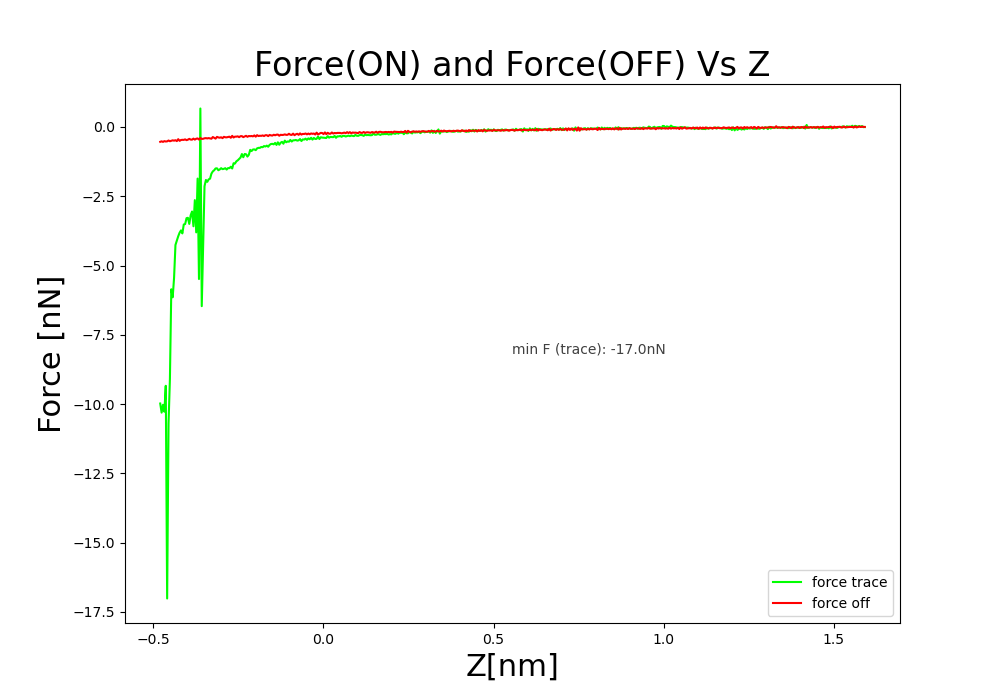 Force(ON) and Force(OFF) Vs Z
0.0
−2.5
−5.0
−7.5
−10.0
−12.5
−15.0
−17.5
Force [nN]
min F (trace): -17.0nN
force trace
force off
−0.5
0.0
0.5
1.0
1.5
Z[nm]